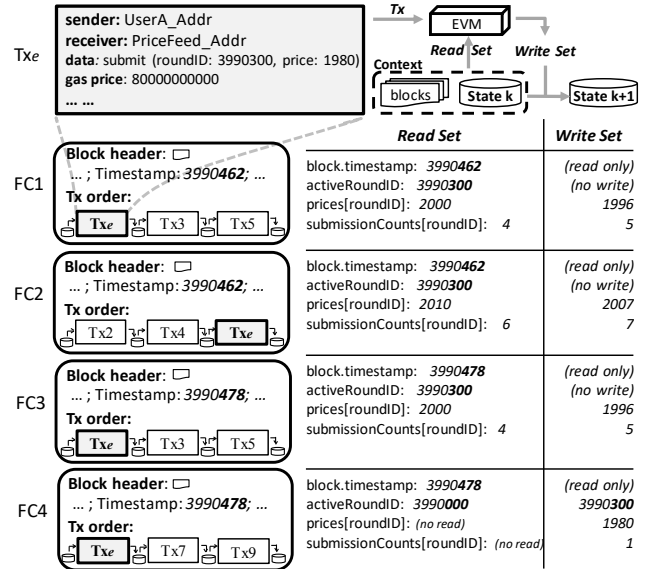 Txe
sender: UserA_Addr
receiver: PriceFeed_Addr
data: submit (roundID: 3990300, price: 1980)
gas price: 80000000000
... ...
Tx
EVM
Read Set
Write Set
Context
blocks
State k
State k+1
Read Set
Write Set
FC1
Block header:
... ; Timestamp: 3990462; ...
Tx order:
Txe
Tx3
Tx5
block.timestamp: 3990462 (read only)
activeRoundID: 3990300 (no write)
prices[roundID]: 2000 1996
submissionCounts[roundID]: 4 5
FC2
Block header:
... ; Timestamp: 3990462; ...
Tx order:
Tx2
Tx4
Txe
block.timestamp: 3990462 (read only)
activeRoundID: 3990300 (no write)
prices[roundID]: 2010 2007
submissionCounts[roundID]: 6 7
FC3
Block header:
... ; Timestamp: 3990478; ...
Tx order:
Txe
Tx3
Tx5
block.timestamp: 3990478 (read only)
activeRoundID: 3990300 (no write)
prices[roundID]: 2000 1996
submissionCounts[roundID]: 4 5
FC4
Block header:
... ; Timestamp: 3990478; ...
Tx order:
Txe
Tx7
Tx9
block.timestamp: 3990478 (read only)
activeRoundID: 3990000 3990300
prices[roundID]: (no read) 1980
submissionCounts[roundID]: (no read) 1